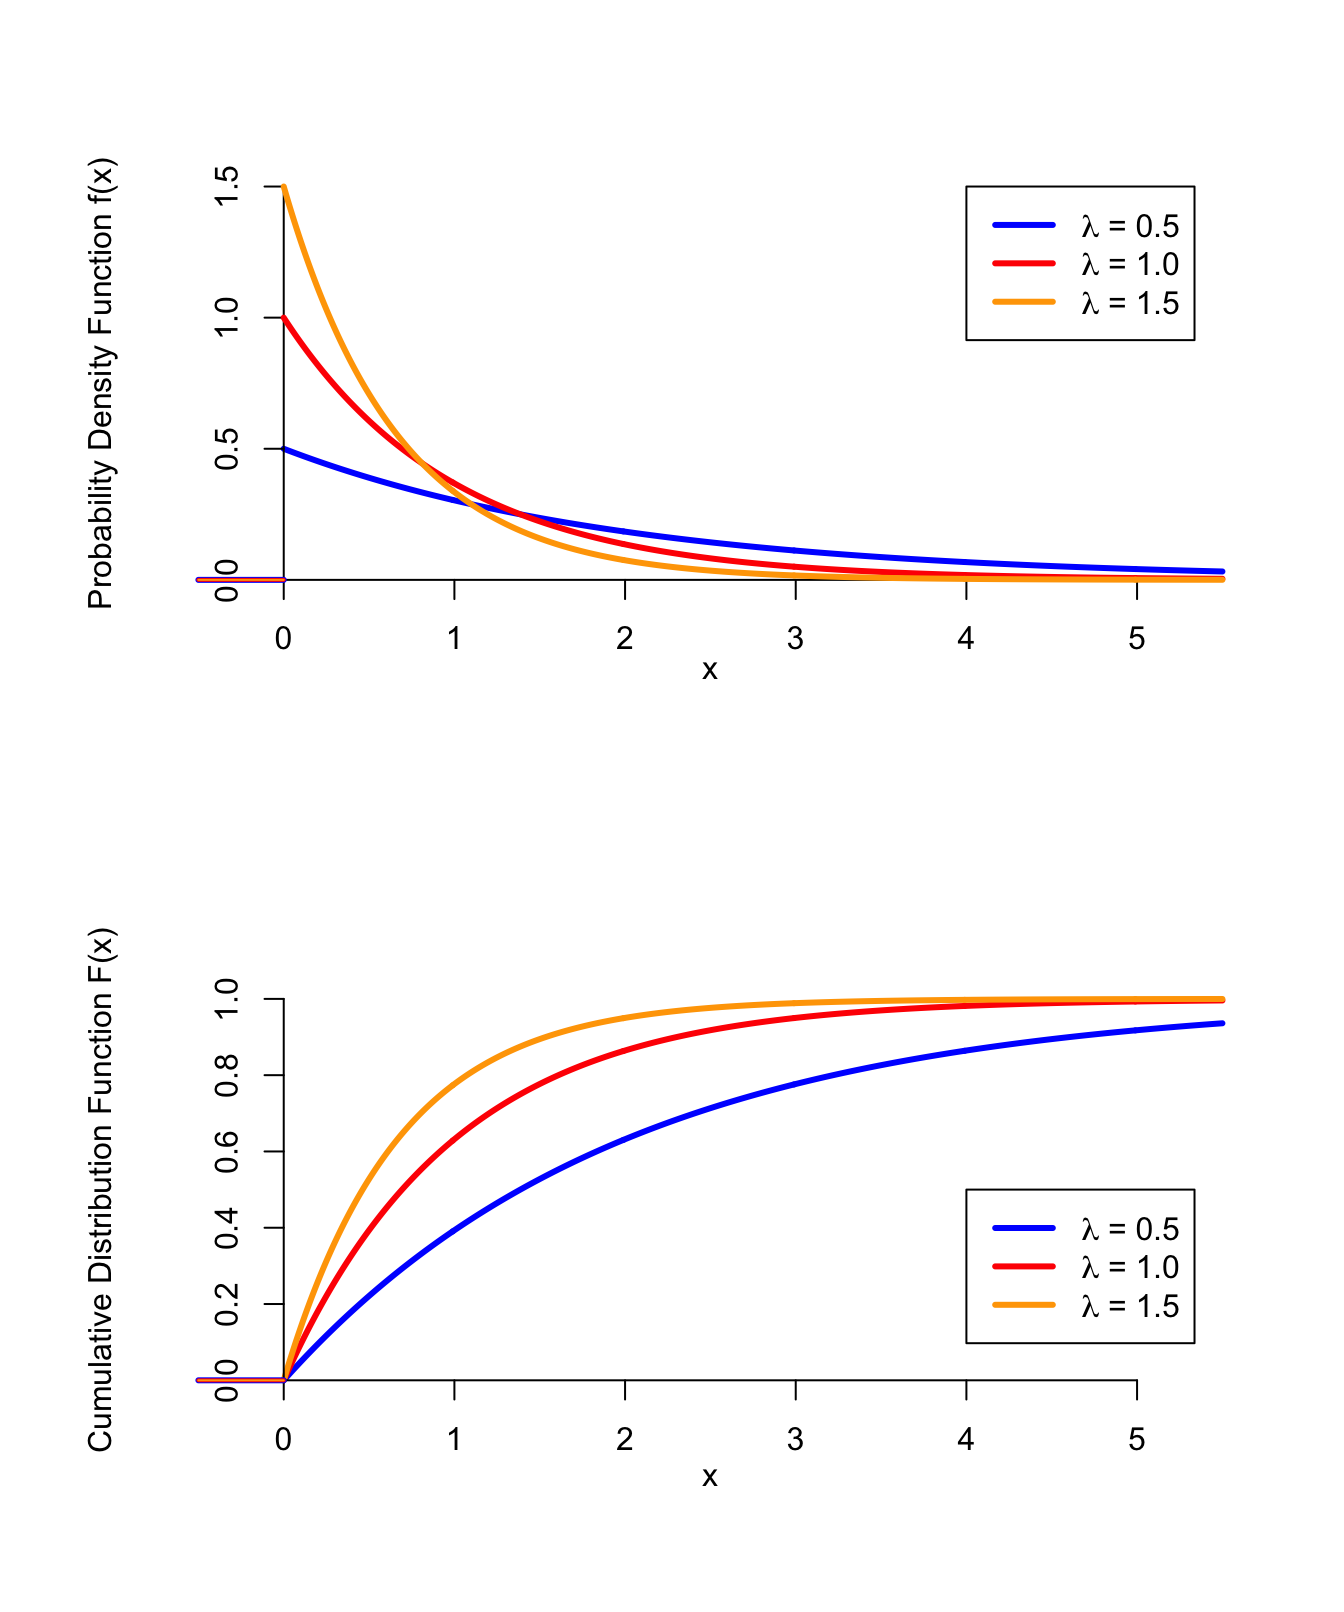 Probability Density Function f(x)
1.5
1.0
0.5
0.0
λ = 0.5
λ = 1.0
λ = 1.5
0 1 2 3 4 5
x
Cumulative Distribution Function F(x)
1.0
0.8
0.6
0.4
0.2
0.0
λ = 0.5
λ = 1.0
λ = 1.5
0 1 2 3 4 5
x